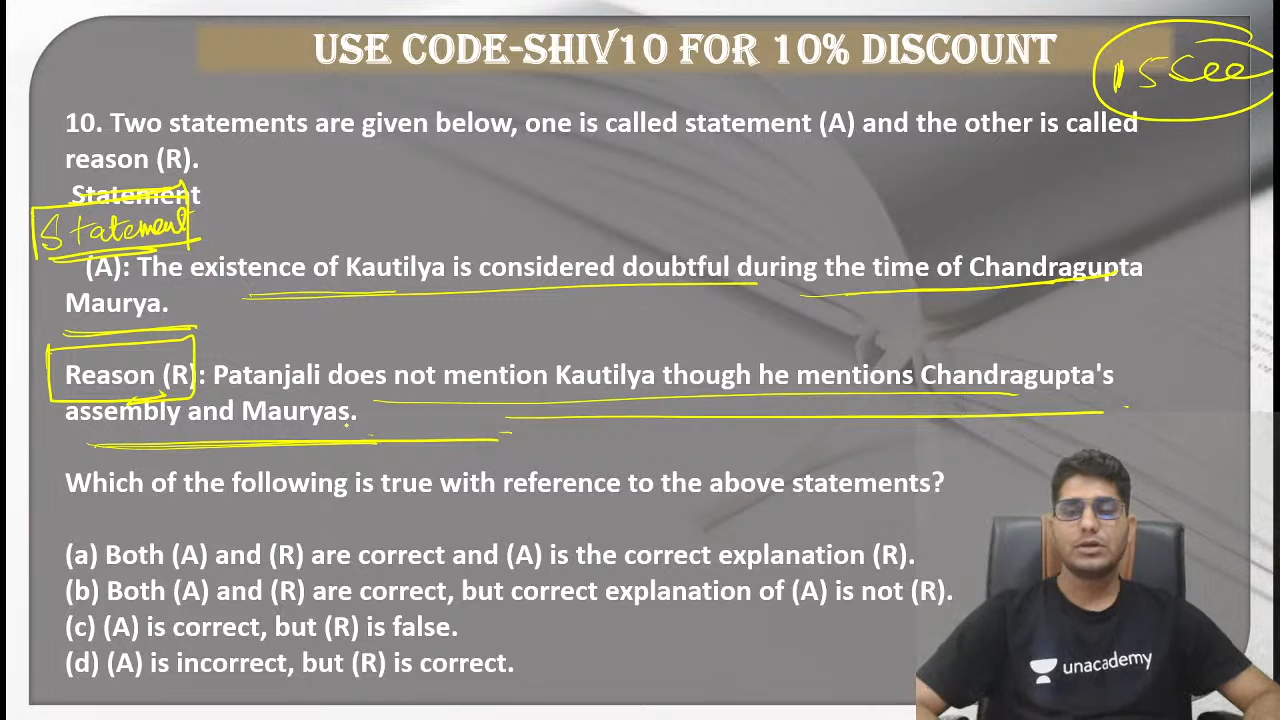 USE CODE-SHIV10 FOR 10% DISCOUNT
10. Two statements are given below, one is called statement (A) and the other is called
reason (R).
Statement
Statement
(A): The existence of Kautilya is considered doubtful during the time of Chandragupta
Maurya.
Reason (R): Patanjali does not mention Kautilya though he mentions Chandragupta's
assembly and Mauryas.
Which of the following is true with reference to the above statements?
(a) Both (A) and (R) are correct and (A) is the correct explanation (R).
(b) Both (A) and (R) are correct, but correct explanation of (A) is not (R).
(c) (A) is correct, but (R) is false.
(d) (A) is incorrect, but (R) is correct.
unacademy